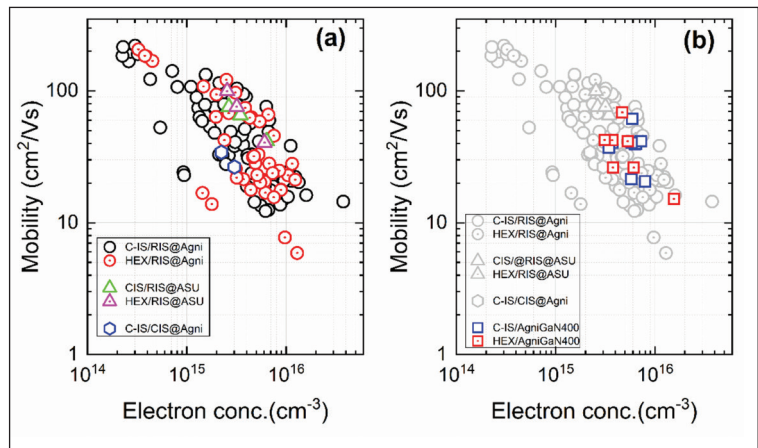 (a)
Mobility (cm²/Vs)
100
10
1
C-IS/RIS@Agni
HEX/RIS@Agni
CIS/RIS@ASU
HEX/RIS@ASU
C-IS/CIS@Agni
10¹⁴
10¹⁵
10¹⁶
Electron conc.(cm⁻³)
(b)
Mobility (cm²/Vs)
100
10
1
C-IS/RIS@Agni
HEX/RIS@Agni
CIS/@RIS@ASU
HEX/RIS@ASU
C-IS/CIS@Agni
C-IS/AgniGaN400
HEX/AgniGaN400
10¹⁴
10¹⁵
10¹⁶
Electron conc.(cm⁻³)